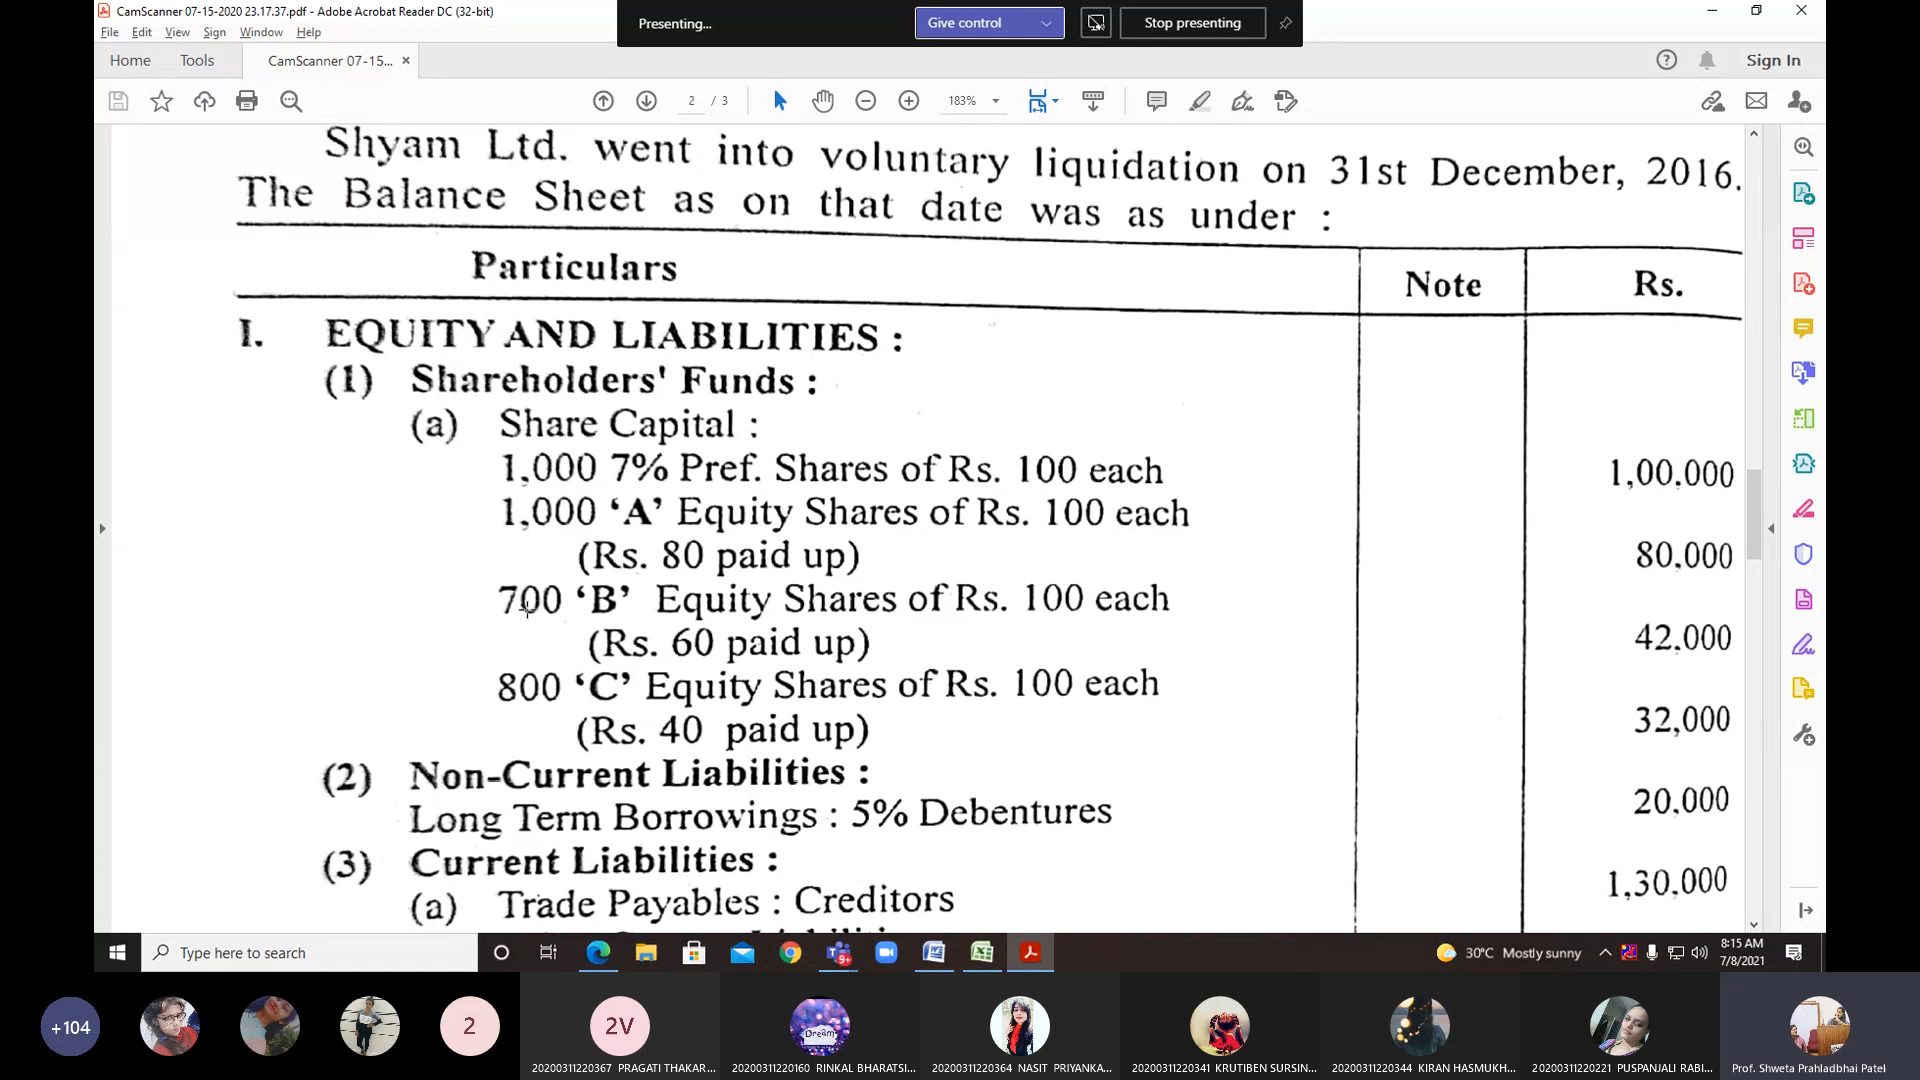 CamScanner 07-15-2020 23.17.37.pdf - Adobe Acrobat Reader DC (32-bit)
Presenting...
Give control
Stop presenting
File Edit View Sign Window Help
Home Tools CamScanner 07-15... × Sign In
2 / 3 183%
Shyam Ltd. went into voluntary liquidation on 31st December, 2016.
The Balance Sheet as on that date was as under :
Particulars Note Rs.
I. EQUITY AND LIABILITIES :
(1) Shareholders' Funds :
(a) Share Capital :
1,000 7% Pref. Shares of Rs. 100 each 1,00,000
1,000 ‘A’ Equity Shares of Rs. 100 each
(Rs. 80 paid up) 80,000
700 ‘B’ Equity Shares of Rs. 100 each
(Rs. 60 paid up) 42,000
800 ‘C’ Equity Shares of Rs. 100 each
(Rs. 40 paid up) 32,000
(2) Non-Current Liabilities :
Long Term Borrowings : 5% Debentures 20,000
(3) Current Liabilities :
(a) Trade Payables : Creditors 1,30,000
Type here to search
9+
30°C Mostly sunny
8:15 AM
7/8/2021
+104
2
2V
Dream
20200311220367 PRAGATI THAKAR...
20200311220160 RINKAL BHARATSI...
20200311220364 NASIT PRIYANKA...
20200311220341 KRUTIBEN SURSIN...
20200311220344 KIRAN HASMUKH...
20200311220221 PUSPANJALI RABI...
Prof. Shweta Prahladbhai Patel